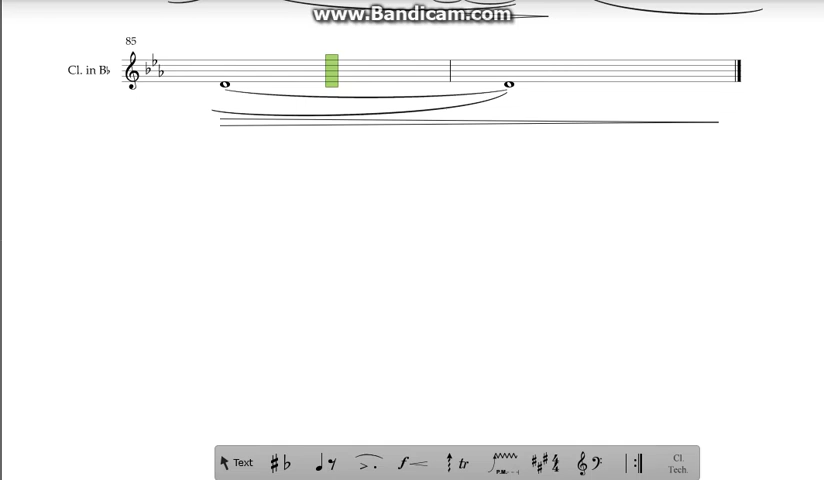 www.Bandicam.com
85
Cl. in B♭
Text
f
tr
P.M.
Cl.
Tech.